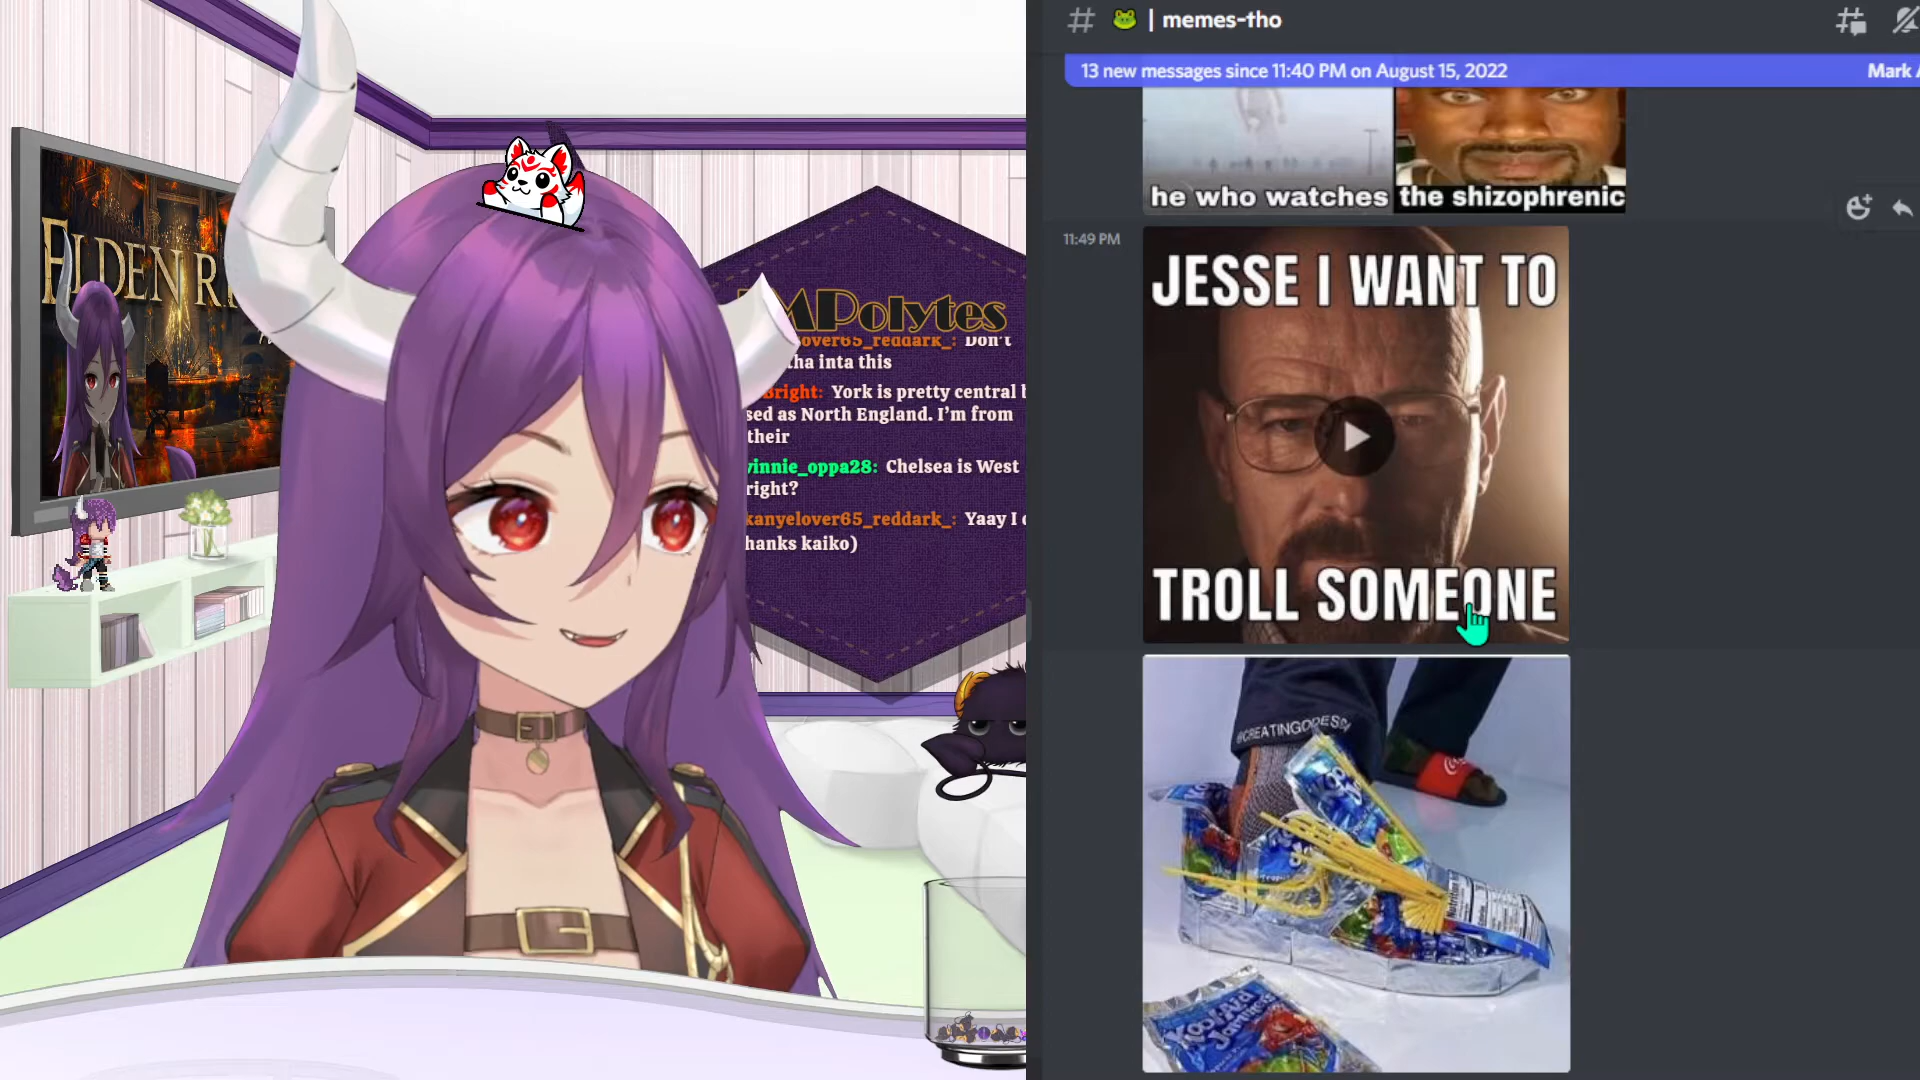 ELDEN R
MPolytes
over65_reddark_: Don't
tha inta this
Bright: York is pretty central b
sed as North England. I'm from
their
vinnie_oppa28: Chelsea is West
right?
kanyelover65_reddark_: Yaay I
hanks kaiko)
# 🐸 | memes-tho
13 new messages since 11:40 PM on August 15, 2022
Mark
he who watches
the shizophrenic
11:49 PM
JESSE I WANT TO
TROLL SOMEONE
Kool-Aid
Jammers